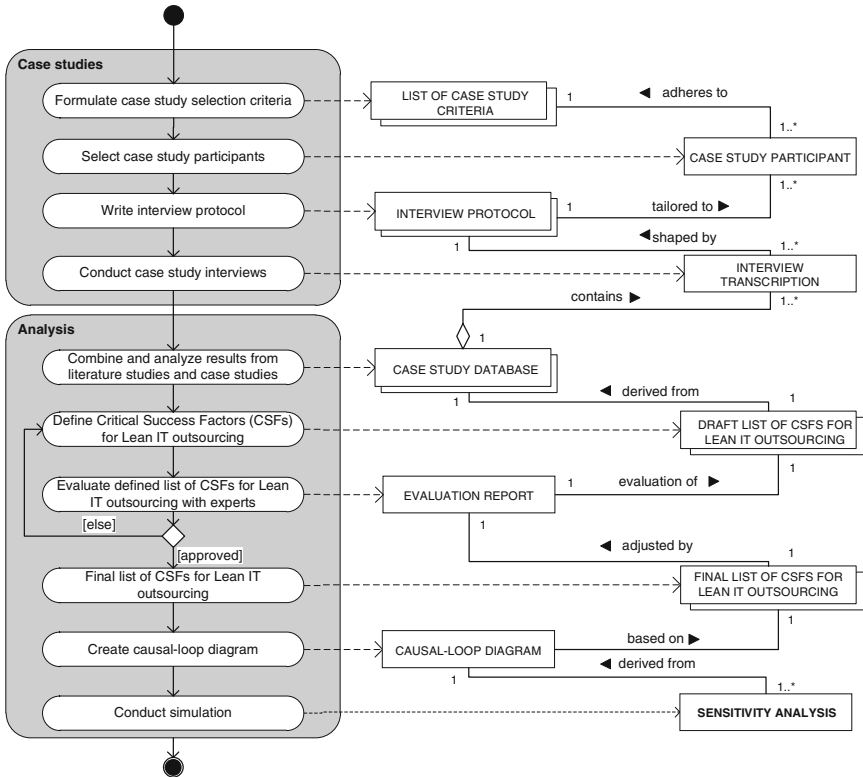 Case studies
Formulate case study selection criteria
LIST OF CASE STUDY
CRITERIA
1
◄ adheres to
1..*
Select case study participants
CASE STUDY PARTICIPANT
1..*
Write interview protocol
INTERVIEW PROTOCOL
1
tailored to ►
1
◄shaped by
1..*
Conduct case study interviews
INTERVIEW
TRANSCRIPTION
1..*
contains ►
1
Analysis
Combine and analyze results from
literature studies and case studies
CASE STUDY DATABASE
1
◄ derived from
1
Define Critical Success Factors (CSFs)
for Lean IT outsourcing
DRAFT LIST OF CSFS FOR
LEAN IT OUTSOURCING
1
Evaluate defined list of CSFs for Lean
IT outsourcing with experts
EVALUATION REPORT
1
evaluation of ►
1
[else]
[approved]
◄ adjusted by
1
Final list of CSFs for Lean IT
outsourcing
FINAL LIST OF CSFS FOR
LEAN IT OUTSOURCING
1
Create causal-loop diagram
CAUSAL-LOOP DIAGRAM
1
based on ►
1
◄ derived from
1..*
Conduct simulation
SENSITIVITY ANALYSIS